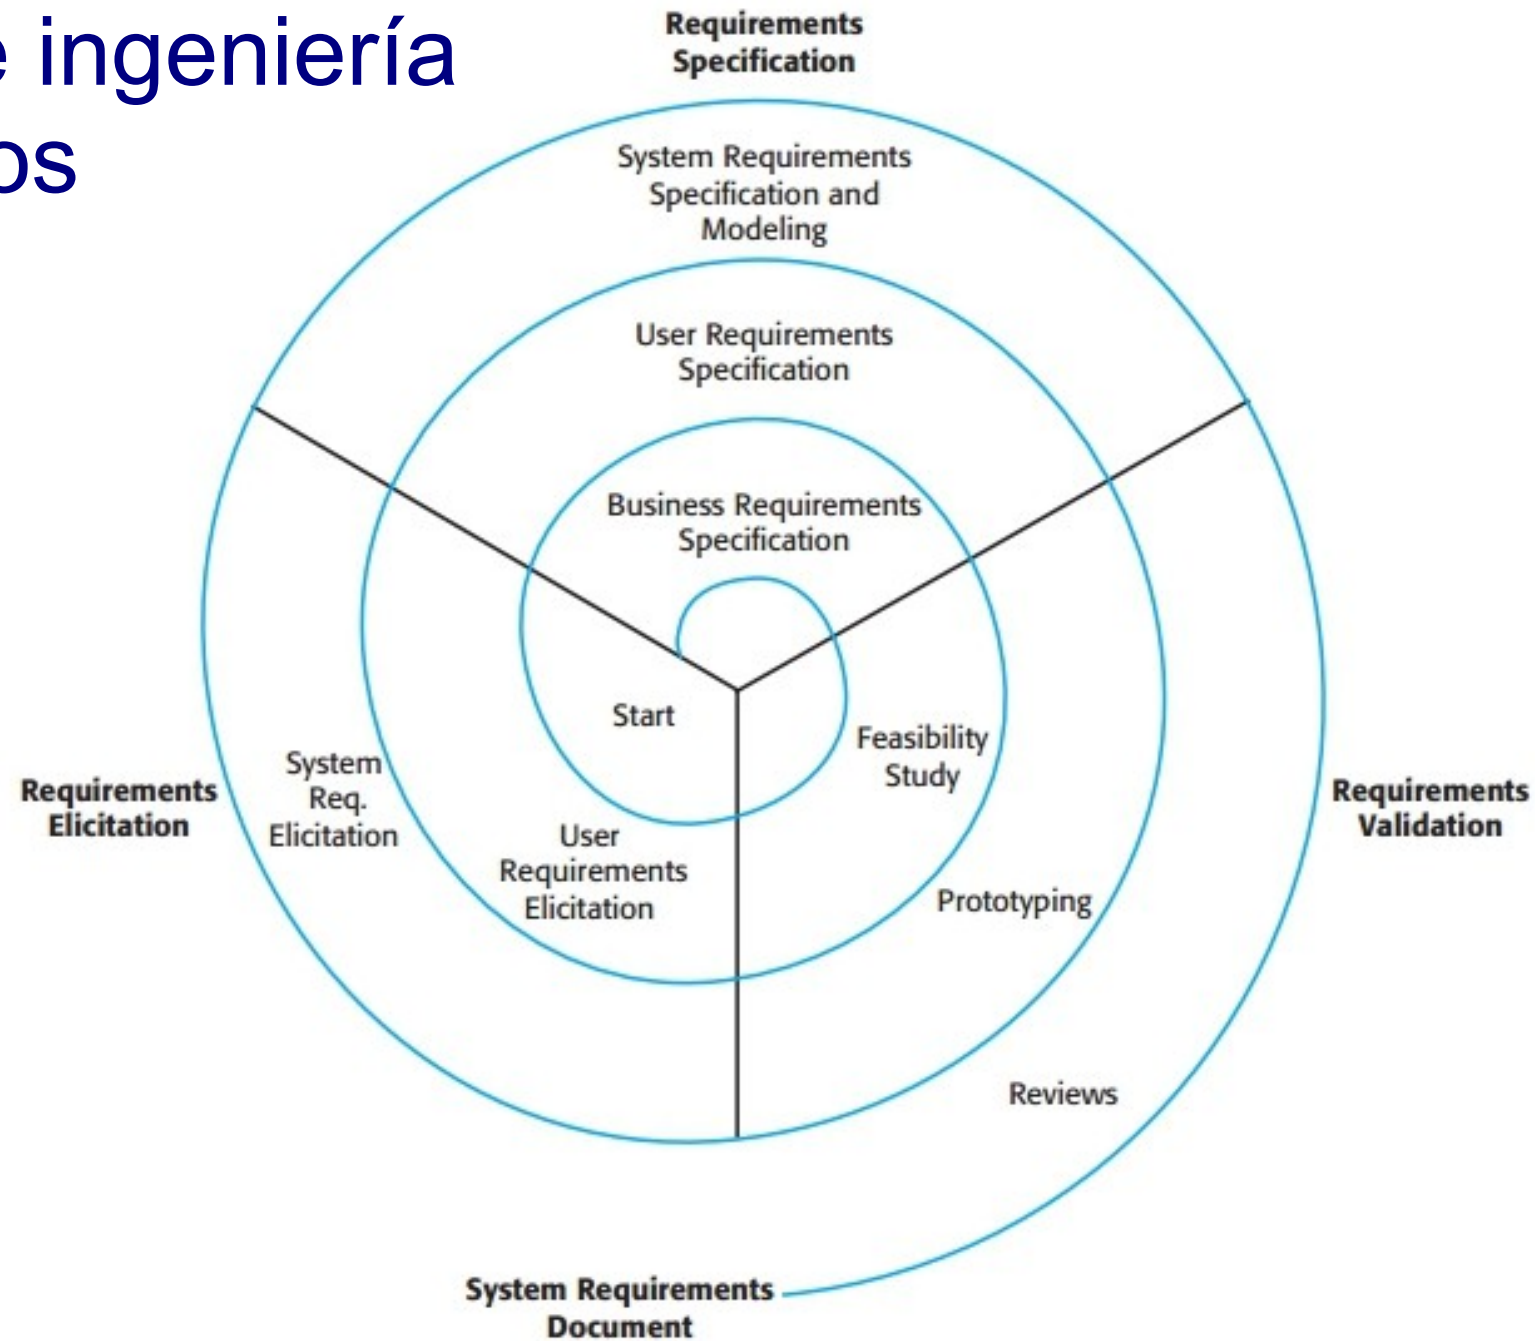 e ingeniería
os
Requirements
Specification
System Requirements
Specification and
Modeling
User Requirements
Specification
Business Requirements
Specification
Start
Feasibility
Study
System
Req.
Elicitation
Requirements
Elicitation
Requirements
Validation
User
Requirements
Elicitation
Prototyping
Reviews
System Requirements
Document